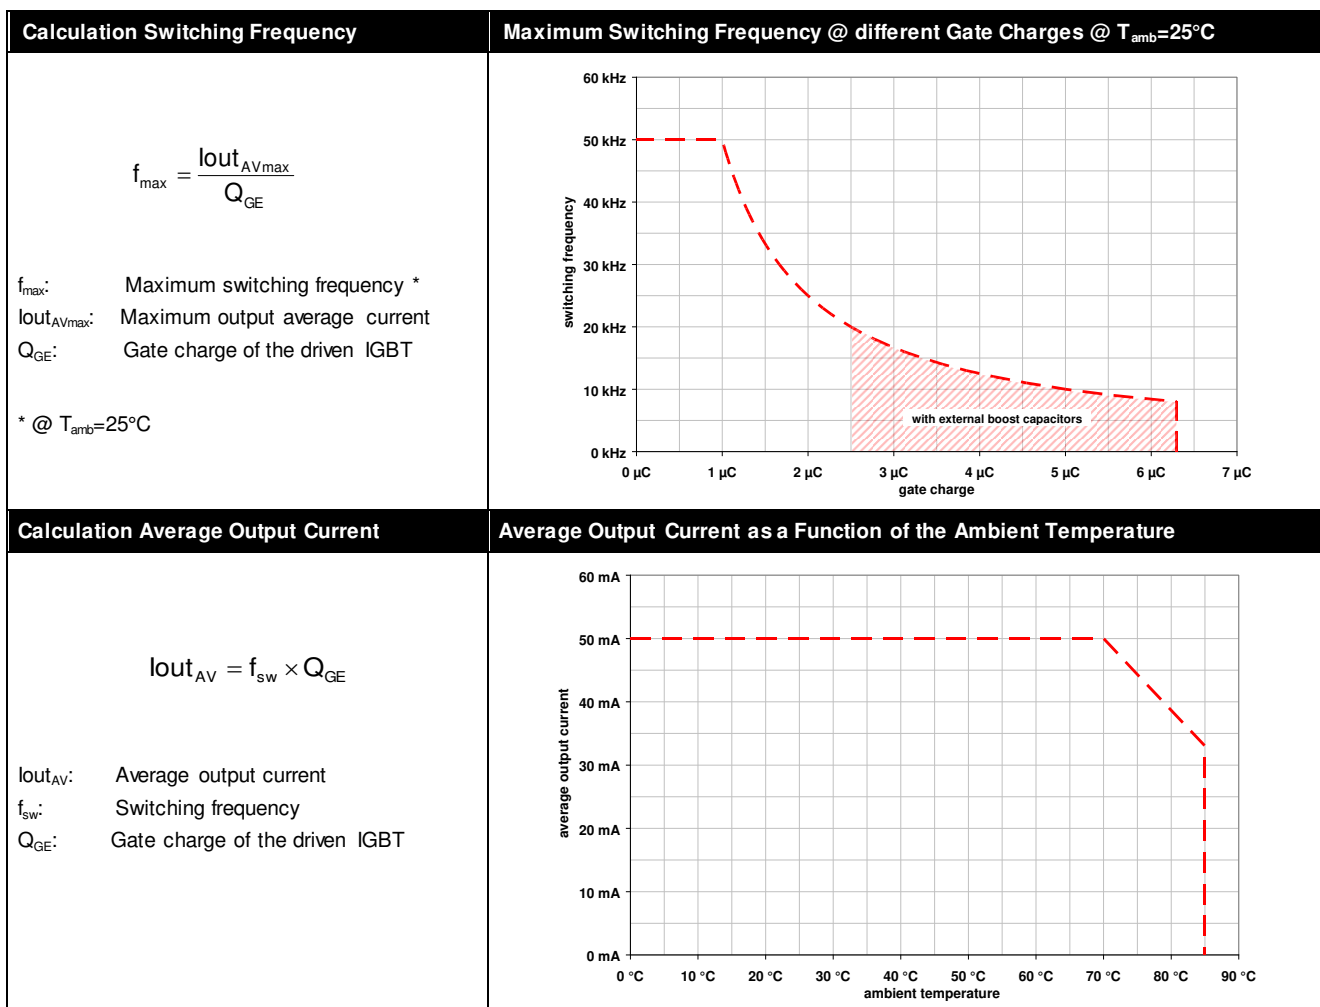 Calculation Switching Frequency
Maximum Switching Frequency @ different Gate Charges @ Tamb=25°C
fmax = IoutAVmax / QGE
fmax: Maximum switching frequency *
IoutAVmax: Maximum output average current
QGE: Gate charge of the driven IGBT
* @ Tamb=25°C
60 kHz
50 kHz
40 kHz
30 kHz
20 kHz
10 kHz
0 kHz
switching frequency
with external boost capacitors
0 µC 1 µC 2 µC 3 µC 4 µC 5 µC 6 µC 7 µC
gate charge
Calculation Average Output Current
Average Output Current as a Function of the Ambient Temperature
IoutAV = fsw × QGE
IoutAV: Average output current
fsw: Switching frequency
QGE: Gate charge of the driven IGBT
60 mA
50 mA
40 mA
30 mA
20 mA
10 mA
0 mA
average output current
0 °C 10 °C 20 °C 30 °C 40 °C 50 °C 60 °C 70 °C 80 °C 90 °C
ambient temperature